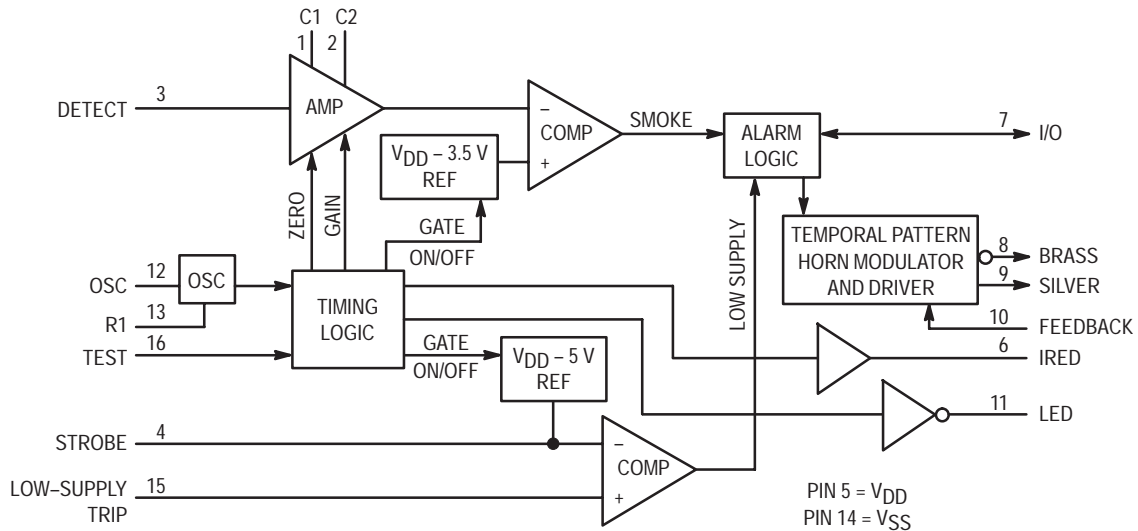 C1 C2
1 2
3
DETECT
AMP
–
COMP
+
SMOKE
ALARM
LOGIC
7
I/O
VDD – 3.5 V
REF
ZERO
GAIN
GATE
ON/OFF
LOW SUPPLY
TEMPORAL PATTERN
HORN MODULATOR
AND DRIVER
8
BRASS
9
SILVER
10
FEEDBACK
6
IRED
11
LED
12
OSC
OSC
13
R1
16
TEST
TIMING
LOGIC
GATE
ON/OFF
VDD – 5 V
REF
4
STROBE
–
COMP
+
15
LOW–SUPPLY
TRIP
PIN 5 = VDD
PIN 14 = VSS